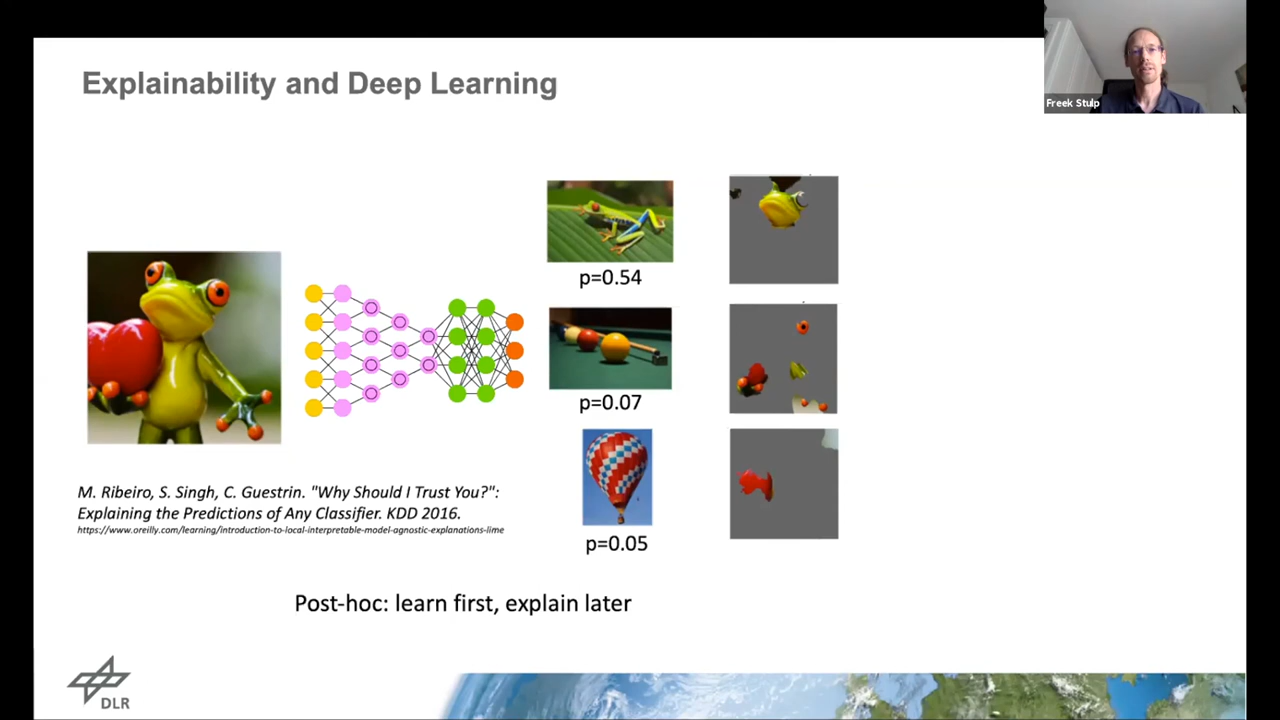 Explainability and Deep Learning
Freek Stulp
p=0.54
p=0.07
p=0.05
M. Ribeiro, S. Singh, C. Guestrin. "Why Should I Trust You?":
Explaining the Predictions of Any Classifier. KDD 2016.
https://www.oreilly.com/learning/introduction-to-local-interpretable-model-agnostic-explanations-lime
Post-hoc: learn first, explain later
DLR